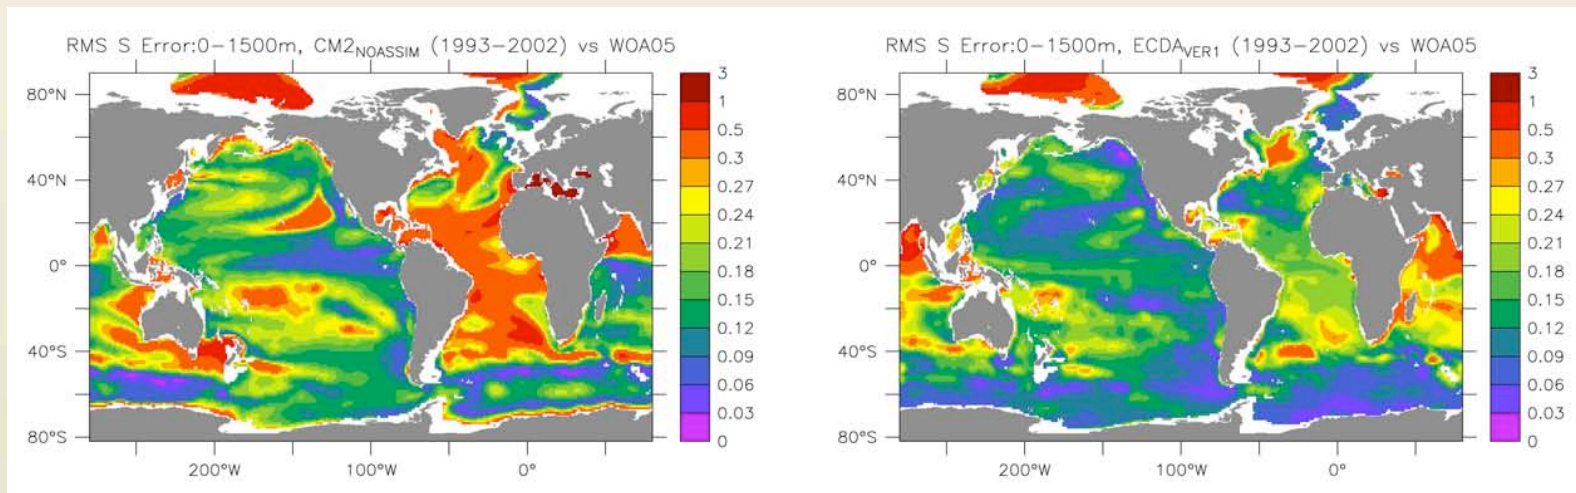 RMS S Error:0-1500m, CM2NOASSIM (1993-2002) vs WOA05
80°N
40°N
0°
40°S
80°S
200°W 100°W 0°
3
1
0.5
0.3
0.27
0.24
0.21
0.18
0.15
0.12
0.09
0.06
0.03
0
RMS S Error:0-1500m, ECDAVER1 (1993-2002) vs WOA05
80°N
40°N
0°
40°S
80°S
200°W 100°W 0°
3
1
0.5
0.3
0.27
0.24
0.21
0.18
0.15
0.12
0.09
0.06
0.03
0